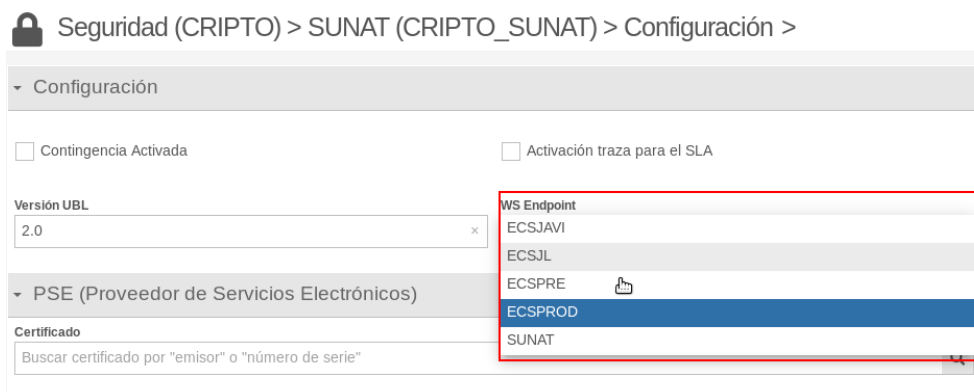 Seguridad (CRIPTO) > SUNAT (CRIPTO_SUNAT) > Configuración >
Configuración
Contingencia Activada
Activación traza para el SLA
Versión UBL
2.0
×
WS Endpoint
ECSJAVI
ECSJL
ECSPRE
ECSPROD
SUNAT
PSE (Proveedor de Servicios Electrónicos)
Certificado
Buscar certificado por "emisor" o "número de serie"